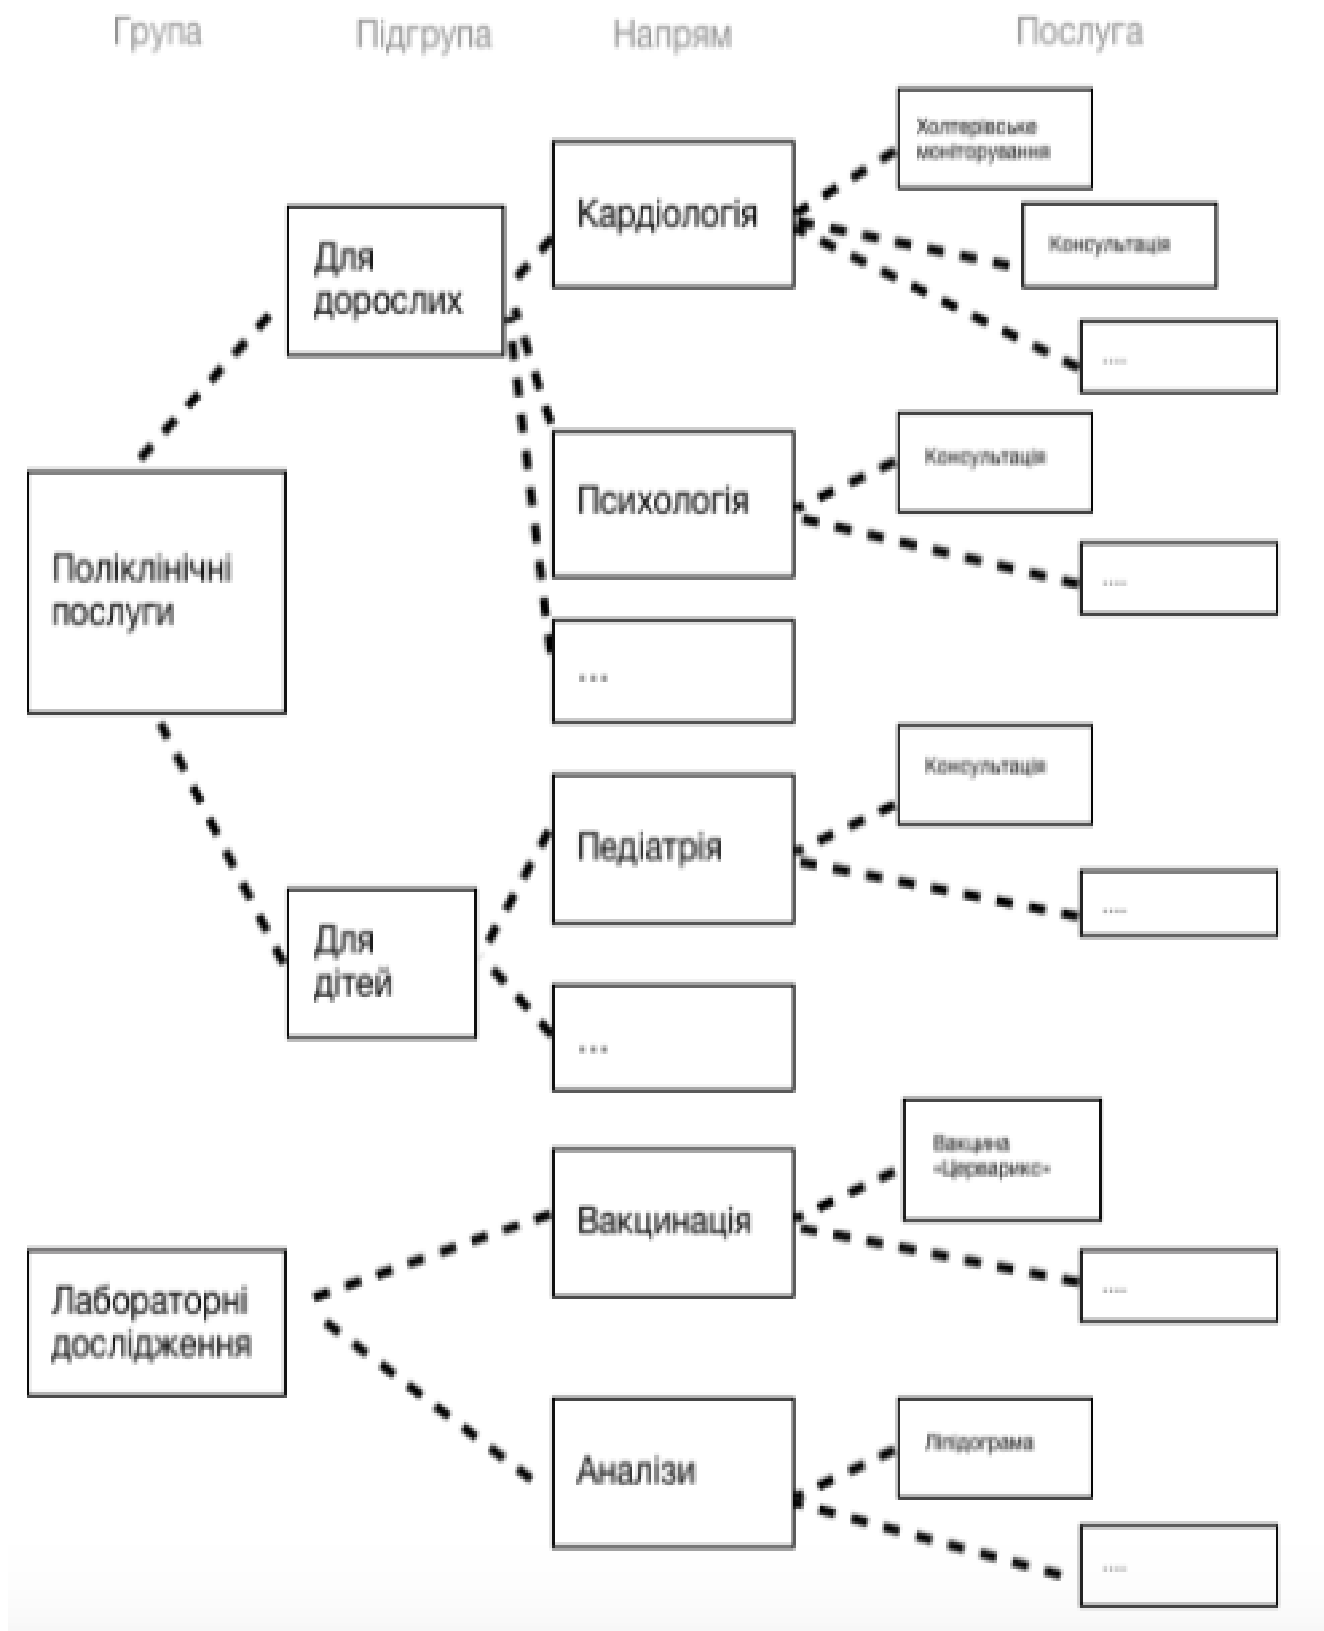 Група
Підгрупа
Напрям
Послуга
Холтерівське
моніторування
Кардіологія
Консультація
Для
дорослих
....
Консультація
Психологія
....
Поліклінічні
послуги
...
Консультація
Педіатрія
....
Для
дітей
...
Вакцина
«Церварикс»
Вакцинація
....
Лабораторні
дослідження
Ліпідограма
Аналізи
....